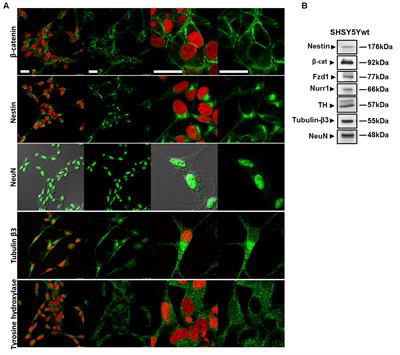 A
β-catenin
Nestin
NeuN
Tubulin β3
Tyrosine hydroxylase
B
SHSY5Ywt
Nestin 176kDa
β-cat 92kDa
Fzd1 77kDa
Nurr1 66kDa
TH 57kDa
Tubulin-β3 55kDa
NeuN 48kDa